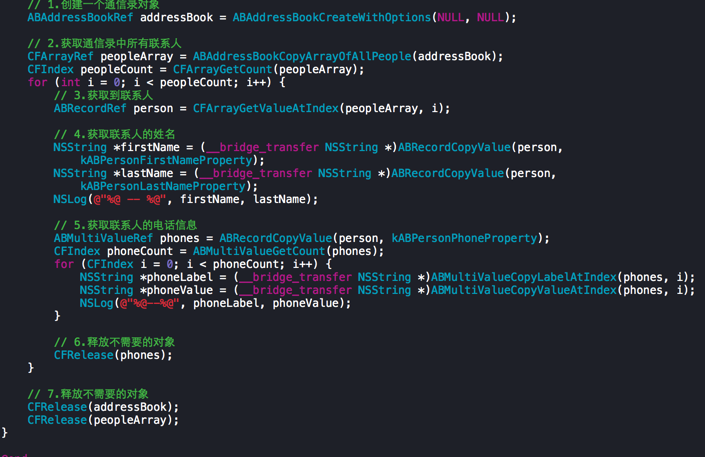 // 1.创建一个通信录对象
ABAddressBookRef addressBook = ABAddressBookCreateWithOptions(NULL, NULL);
// 2.获取通信录中所有联系人
CFArrayRef peopleArray = ABAddressBookCopyArrayOfAllPeople(addressBook);
CFIndex peopleCount = CFArrayGetCount(peopleArray);
for (int i = 0; i < peopleCount; i++) {
// 3.获取到联系人
ABRecordRef person = CFArrayGetValueAtIndex(peopleArray, i);
// 4.获取联系人的姓名
NSString *firstName = (__bridge_transfer NSString *)ABRecordCopyValue(person,
kABPersonFirstNameProperty);
NSString *lastName = (__bridge_transfer NSString *)ABRecordCopyValue(person,
kABPersonLastNameProperty);
NSLog(@"%@ -- %@", firstName, lastName);
// 5.获取联系人的电话信息
ABMultiValueRef phones = ABRecordCopyValue(person, kABPersonPhoneProperty);
CFIndex phoneCount = ABMultiValueGetCount(phones);
for (CFIndex i = 0; i < phoneCount; i++) {
NSString *phoneLabel = (__bridge_transfer NSString *)ABMultiValueCopyLabelAtIndex(phones, i);
NSString *phoneValue = (__bridge_transfer NSString *)ABMultiValueCopyValueAtIndex(phones, i);
NSLog(@"%@--%@", phoneLabel, phoneValue);
}
// 6.释放不需要的对象
CFRelease(phones);
}
// 7.释放不需要的对象
CFRelease(addressBook);
CFRelease(peopleArray);
}